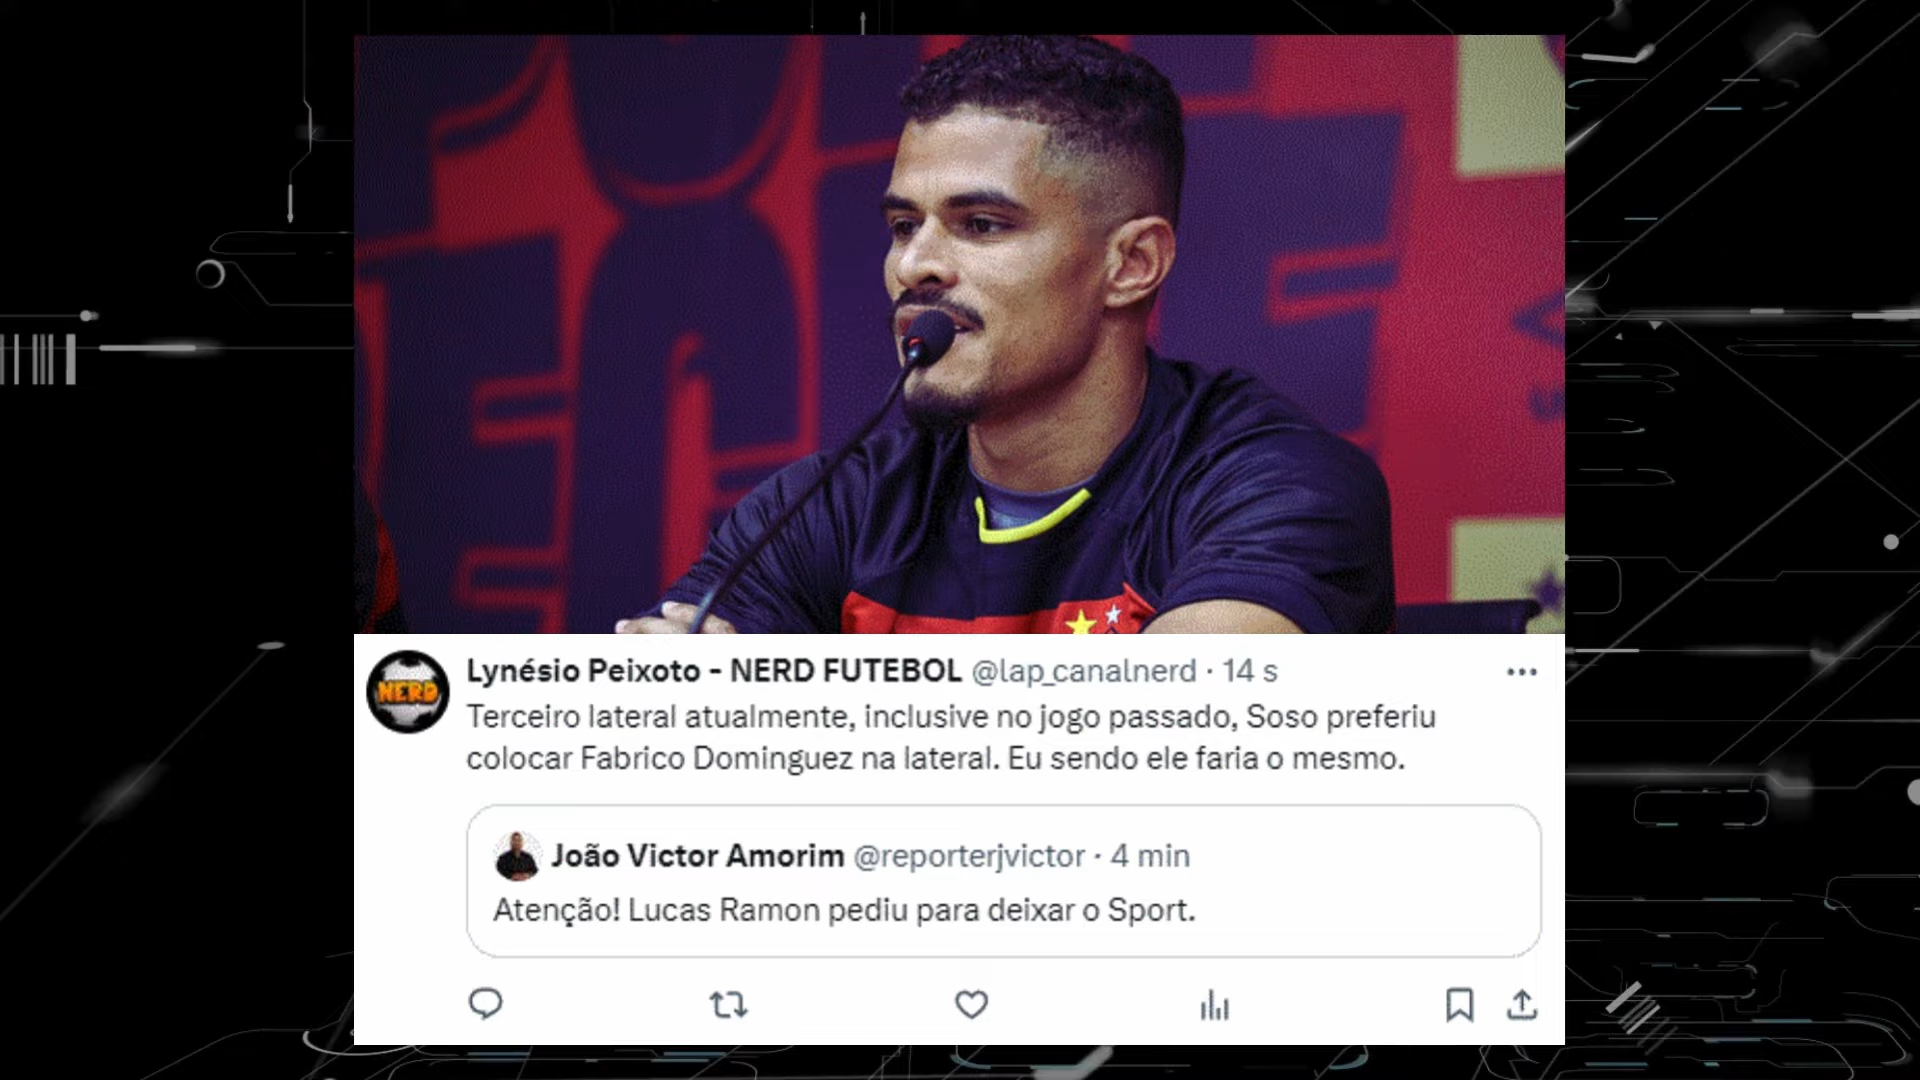 NERD
Lynésio Peixoto - NERD FUTEBOL @lap_canalnerd · 14 s
Terceiro lateral atualmente, inclusive no jogo passado, Soso preferiu
colocar Fabrico Dominguez na lateral. Eu sendo ele faria o mesmo.
João Victor Amorim @reporterjvictor · 4 min
Atenção! Lucas Ramon pediu para deixar o Sport.